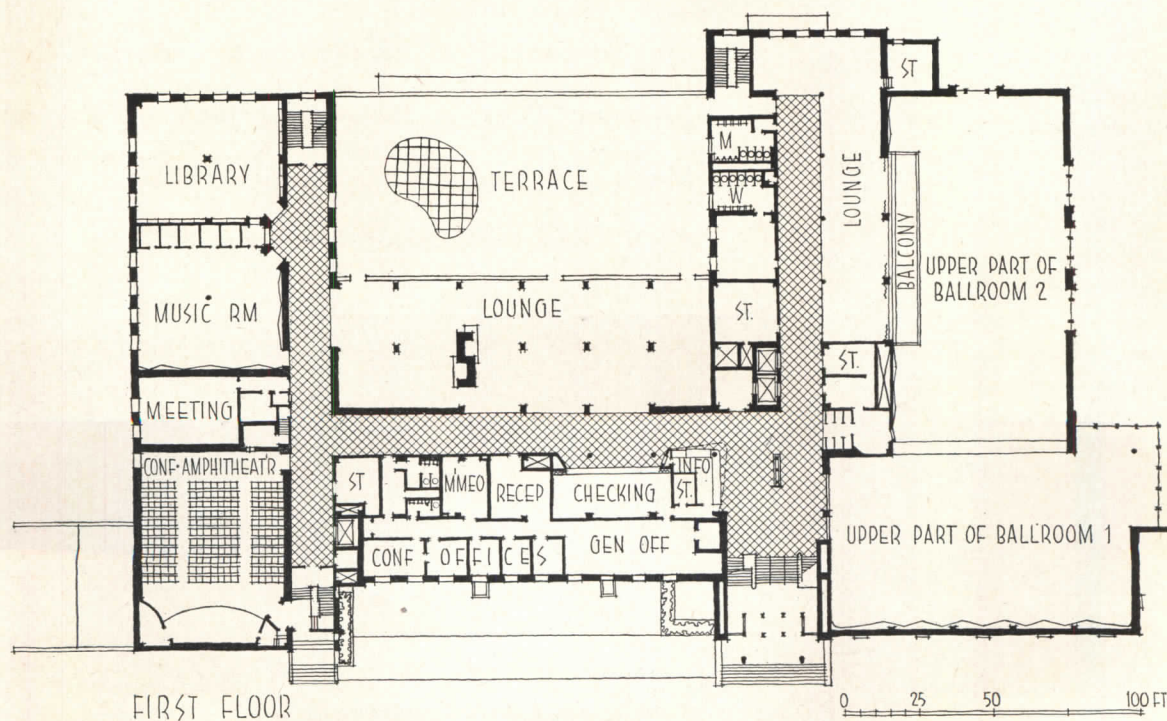 ST
LIBRARY
TERRACE
M
W
LOUNGE
BALCONY
UPPER PART OF
BALLROOM 2
MUSIC RM
LOUNGE
ST.
ST.
MEETING
CONF·AMPHITHEATR
ST
MIMEO
RECEP
CHECKING
INFO
ST.
CONF
OFFICES
GEN OFF
UPPER PART OF BALLROOM 1
FIRST FLOOR
0 25 50 100 FT